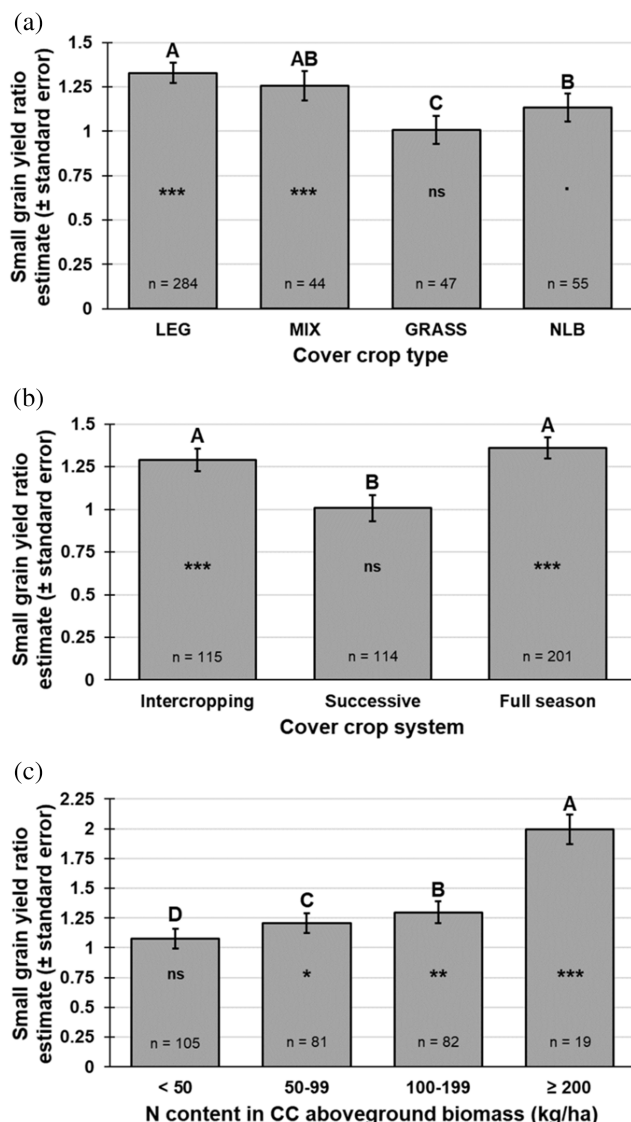 (a)
Small grain yield ratio
estimate (± standard error)
1.5
1.25
1
0.75
0.5
0.25
0
A
AB
C
B
***
***
ns
.
n = 284
n = 44
n = 47
n = 55
LEG
MIX
GRASS
NLB
Cover crop type
(b)
Small grain yield ratio
estimate (± standard error)
1.5
1.25
1
0.75
0.5
0.25
0
A
B
A
***
ns
***
n = 115
n = 114
n = 201
Intercropping
Successive
Full season
Cover crop system
(c)
Small grain yield ratio
estimate (± standard error)
2.25
2
1.75
1.5
1.25
1
0.75
0.5
0.25
0
D
C
B
A
ns
*
**
***
n = 105
n = 81
n = 82
n = 19
< 50
50-99
100-199
≥ 200
N content in CC aboveground biomass (kg/ha)